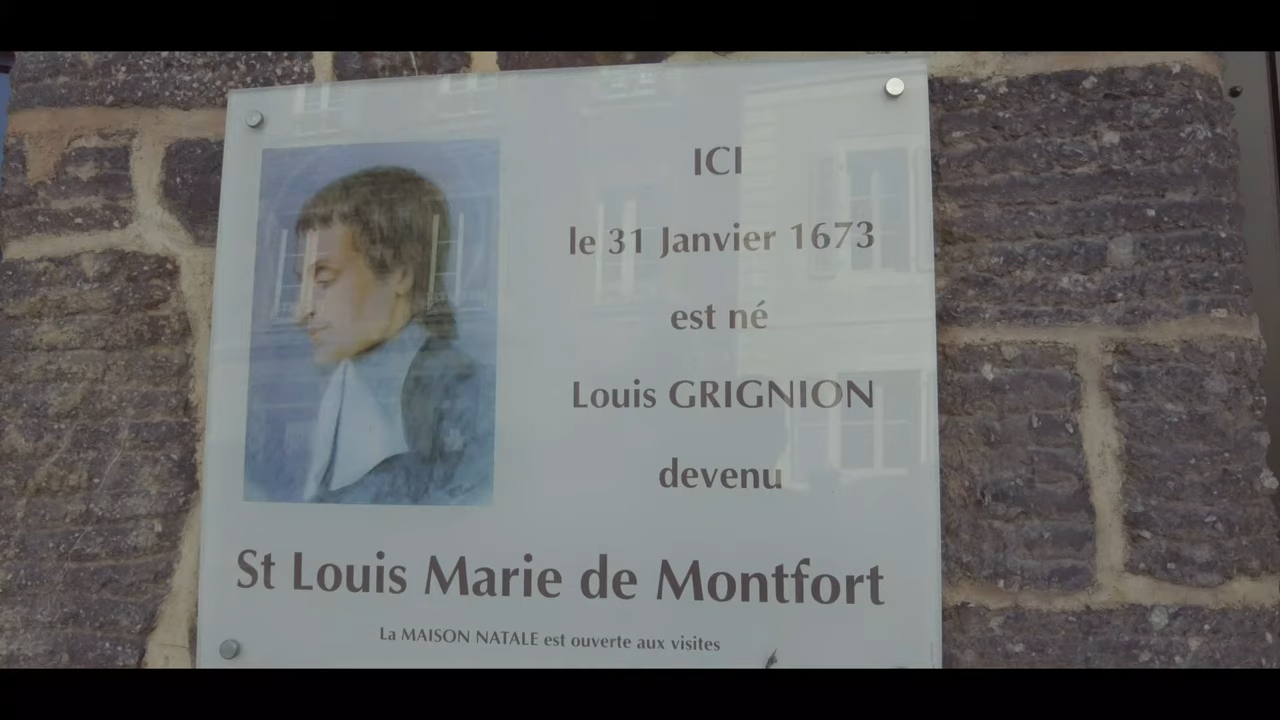 ICI
le 31 Janvier 1673
est né
Louis GRIGNION
devenu
St Louis Marie de Montfort
La MAISON NATALE est ouverte aux visites